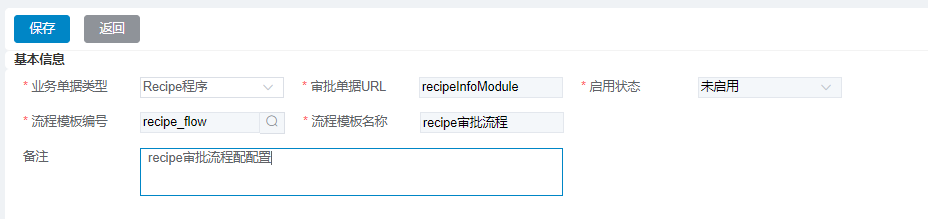 保存 返回
基本信息
* 业务单据类型 Recipe程序 * 审批单据URL recipeInfoModule * 启用状态 未启用
* 流程模板编号 recipe_flow * 流程模板名称 recipe审批流程
备注 recipe审批流程配配置